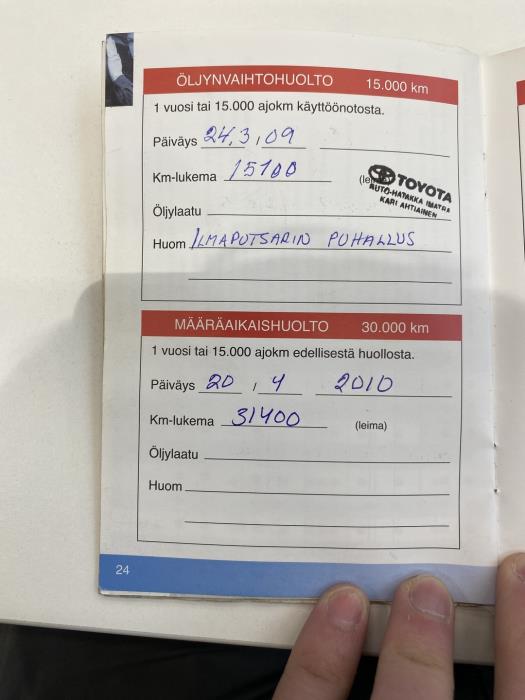 ÖLJYNVAIHTOHUOLTO 15.000 km
1 vuosi tai 15.000 ajokm käyttöönotosta.
Päiväys 24.3,09
Km-lukema 15100 (lei
TOYOTA
AUTO-HATAKKA IMATRA
KARI AHTIAINEN
Öljylaatu
Huom ILMAPUTSARIN PUHALLUS
MÄÄRÄAIKAISHUOLTO 30.000 km
1 vuosi tai 15.000 ajokm edellisestä huollosta.
Päiväys 20 , 4 2010
Km-lukema 31400 (leima)
Öljylaatu
Huom
24